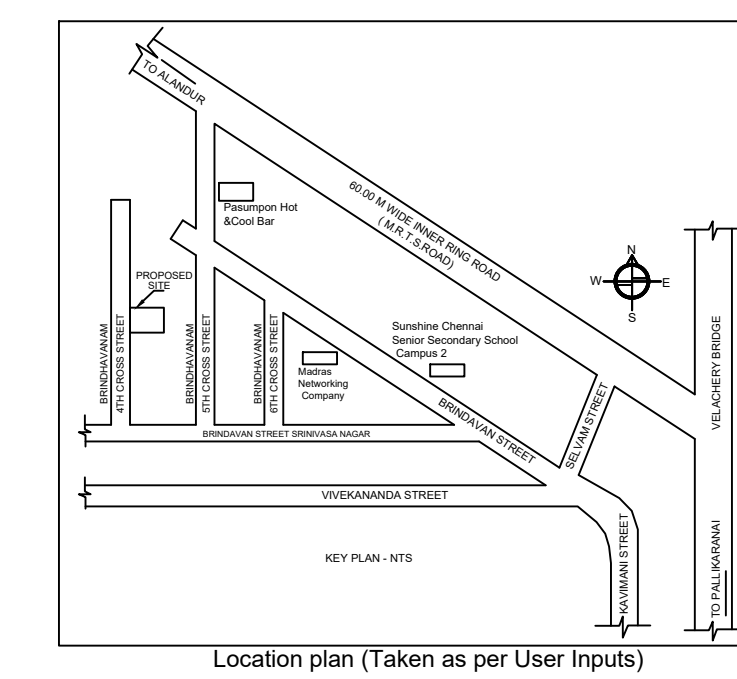 TO ALANDUR
60.00 M WIDE INNER RING ROAD
( M.R.T.S.ROAD)
Pasumpon Hot
&Cool Bar
N
W
E
S
PROPOSED
SITE
BRINDHAVANAM
4TH CROSS STREET
BRINDHAVANAM
5TH CROSS STREET
BRINDHAVANAM
6TH CROSS STREET
Sunshine Chennai
Senior Secondary School
Campus 2
Madras
Networking
Company
BRINDAVAN STREET
SELVAM STREET
VELACHERY BRIDGE
BRINDAVAN STREET SRINIVASA NAGAR
VIVEKANANDA STREET
KAVIMANI STREET
TO PALLIKARANAI
KEY PLAN - NTS
Location plan (Taken as per User Inputs)